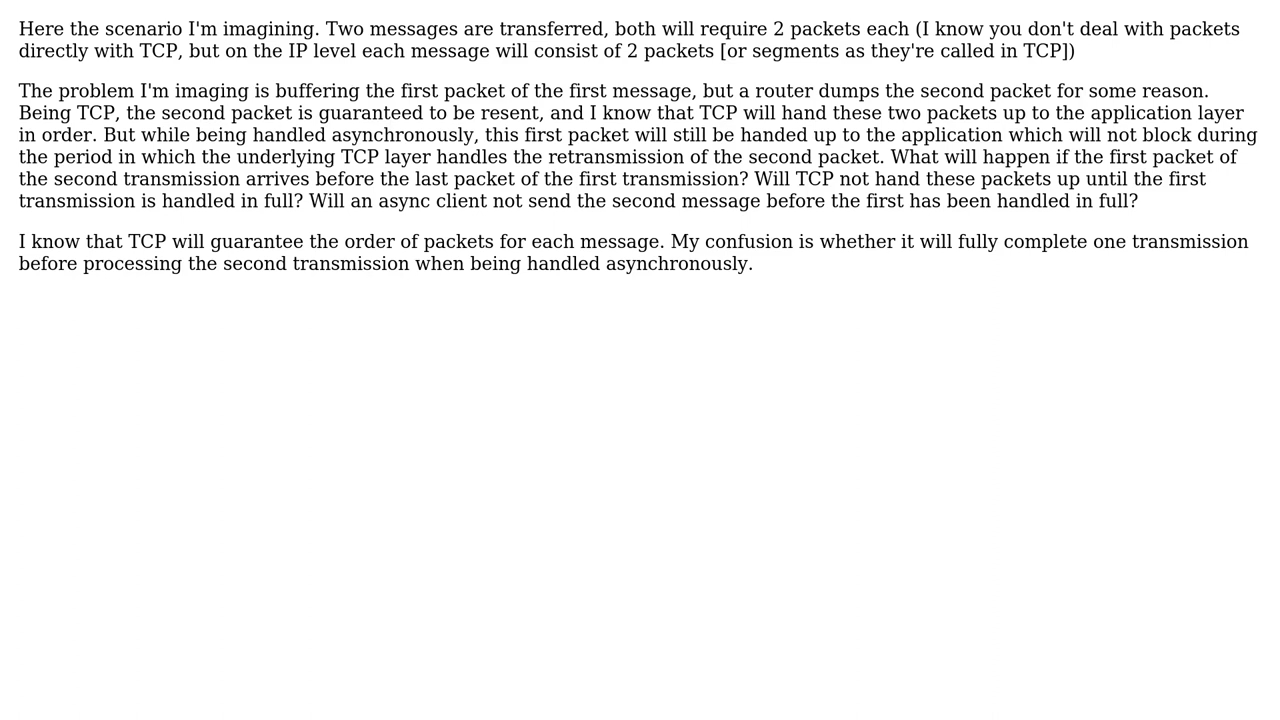 Here the scenario I'm imagining. Two messages are transferred, both will require 2 packets each (I know you don't deal with packets
directly with TCP, but on the IP level each message will consist of 2 packets [or segments as they're called in TCP])
The problem I'm imaging is buffering the first packet of the first message, but a router dumps the second packet for some reason.
Being TCP, the second packet is guaranteed to be resent, and I know that TCP will hand these two packets up to the application layer
in order. But while being handled asynchronously, this first packet will still be handed up to the application which will not block during
the period in which the underlying TCP layer handles the retransmission of the second packet. What will happen if the first packet of
the second transmission arrives before the last packet of the first transmission? Will TCP not hand these packets up until the first
transmission is handled in full? Will an async client not send the second message before the first has been handled in full?
I know that TCP will guarantee the order of packets for each message. My confusion is whether it will fully complete one transmission
before processing the second transmission when being handled asynchronously.